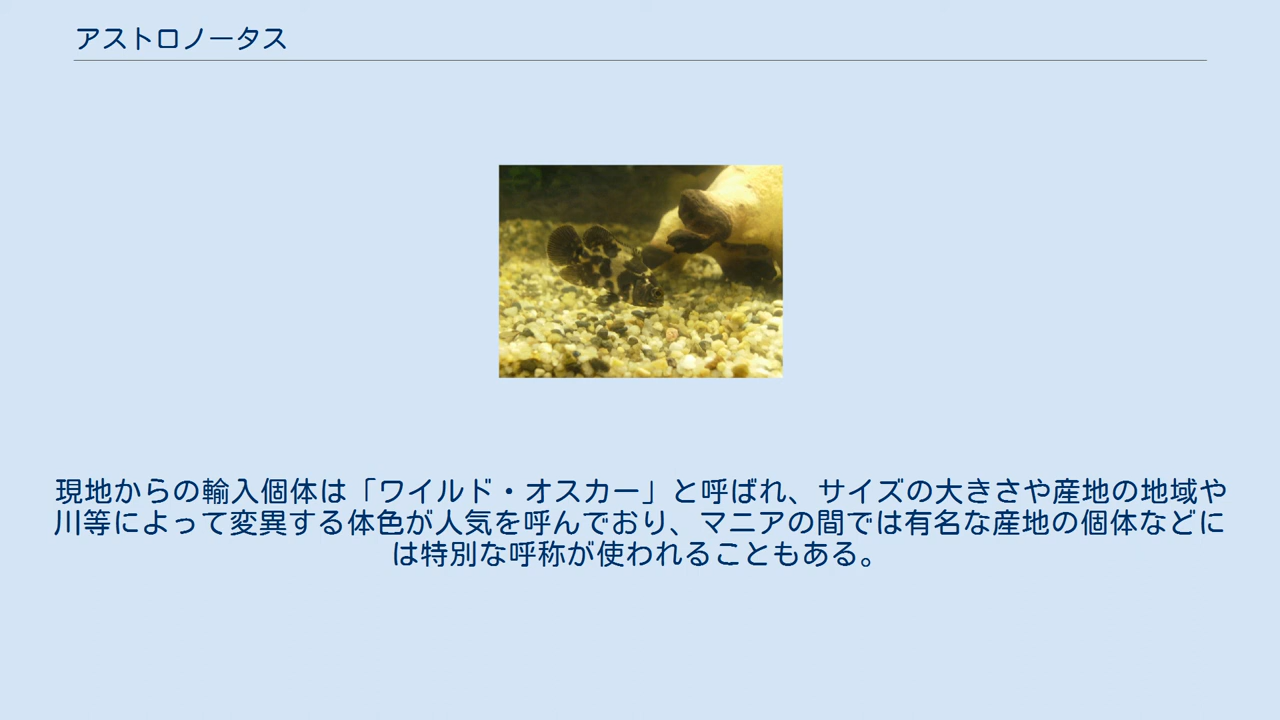 アストロノータス
現地からの輸入個体は「ワイルド・オスカー」と呼ばれ、サイズの大きさや産地の地域や
川等によって変異する体色が人気を呼んでおり、マニアの間では有名な産地の個体などに
は特別な呼称が使われることもある。